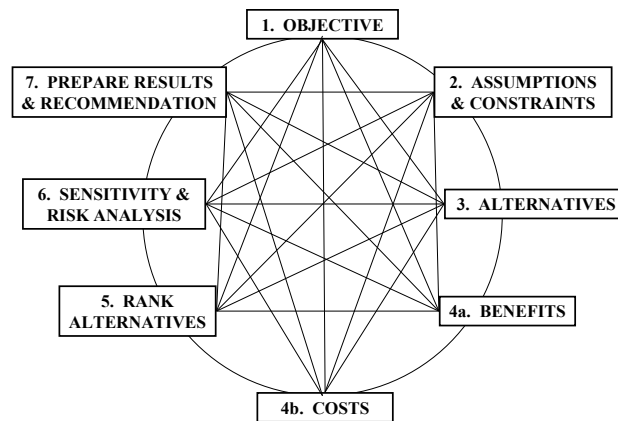 1. OBJECTIVE
7. PREPARE RESULTS
& RECOMMENDATION
2. ASSUMPTIONS
& CONSTRAINTS
6. SENSITIVITY &
RISK ANALYSIS
3. ALTERNATIVES
5. RANK
ALTERNATIVES
4a. BENEFITS
4b. COSTS